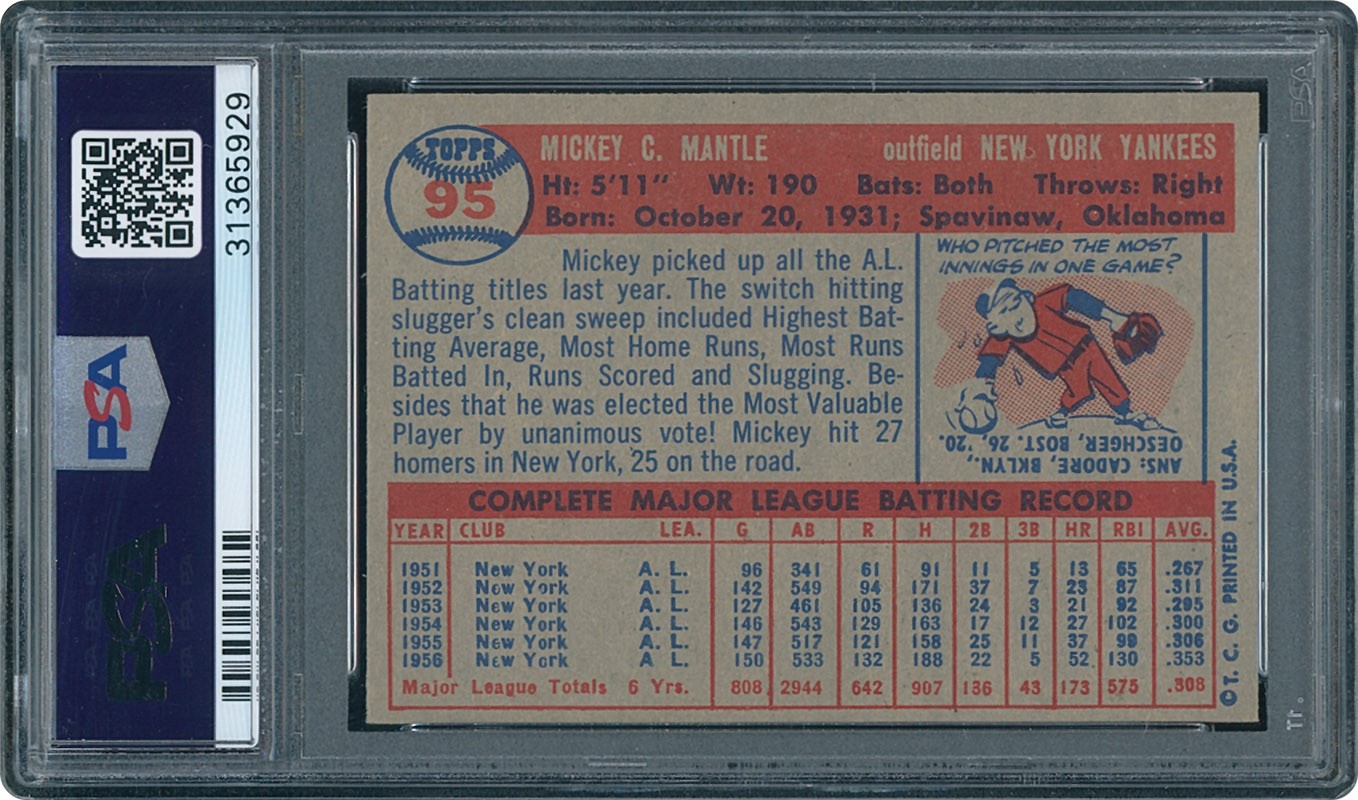 31365929
PSA
PSA
TOPPS
95
MICKEY C. MANTLE outfield NEW YORK YANKEES
Ht: 5'11" Wt: 190 Bats: Both Throws: Right
Born: October 20, 1931; Spavinaw, Oklahoma
Mickey picked up all the A.L.
Batting titles last year. The switch hitting
slugger's clean sweep included Highest Bat-
ting Average, Most Home Runs, Most Runs
Batted In, Runs Scored and Slugging. Be-
sides that he was elected the Most Valuable
Player by unanimous vote! Mickey hit 27
homers in New York, 25 on the road.
WHO PITCHED THE MOST
INNINGS IN ONE GAME?
ANS: CADORE, BKLYN.,
OESCHGER, BOST. 26, '20.
COMPLETE MAJOR LEAGUE BATTING RECORD
YEAR CLUB LEA. G AB R H 2B 3B HR RBI AVG.
1951 New York A. L. 96 341 61 91 11 5 13 65 .267
1952 New York A. L. 142 549 94 171 37 7 23 87 .311
1953 New York A. L. 127 461 105 136 24 3 21 92 .295
1954 New York A. L. 146 543 129 163 17 12 27 102 .300
1955 New York A. L. 147 517 121 158 25 11 37 99 .306
1956 New York A L. 150 533 132 188 22 5 52 130 .353
Major League Totals 6 Yrs. 808 2944 642 907 136 43 173 575 .308
© T. C. G. PRINTED IN U.S.A.
PSA